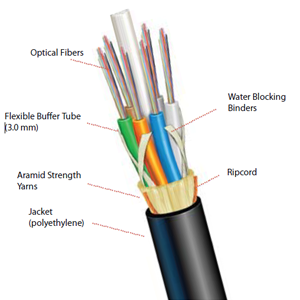 Optical Fibers
Water Blocking
Binders
Flexible Buffer Tube
(3.0 mm)
Aramid Strength
Yarns
Ripcord
Jacket
(polyethylene)